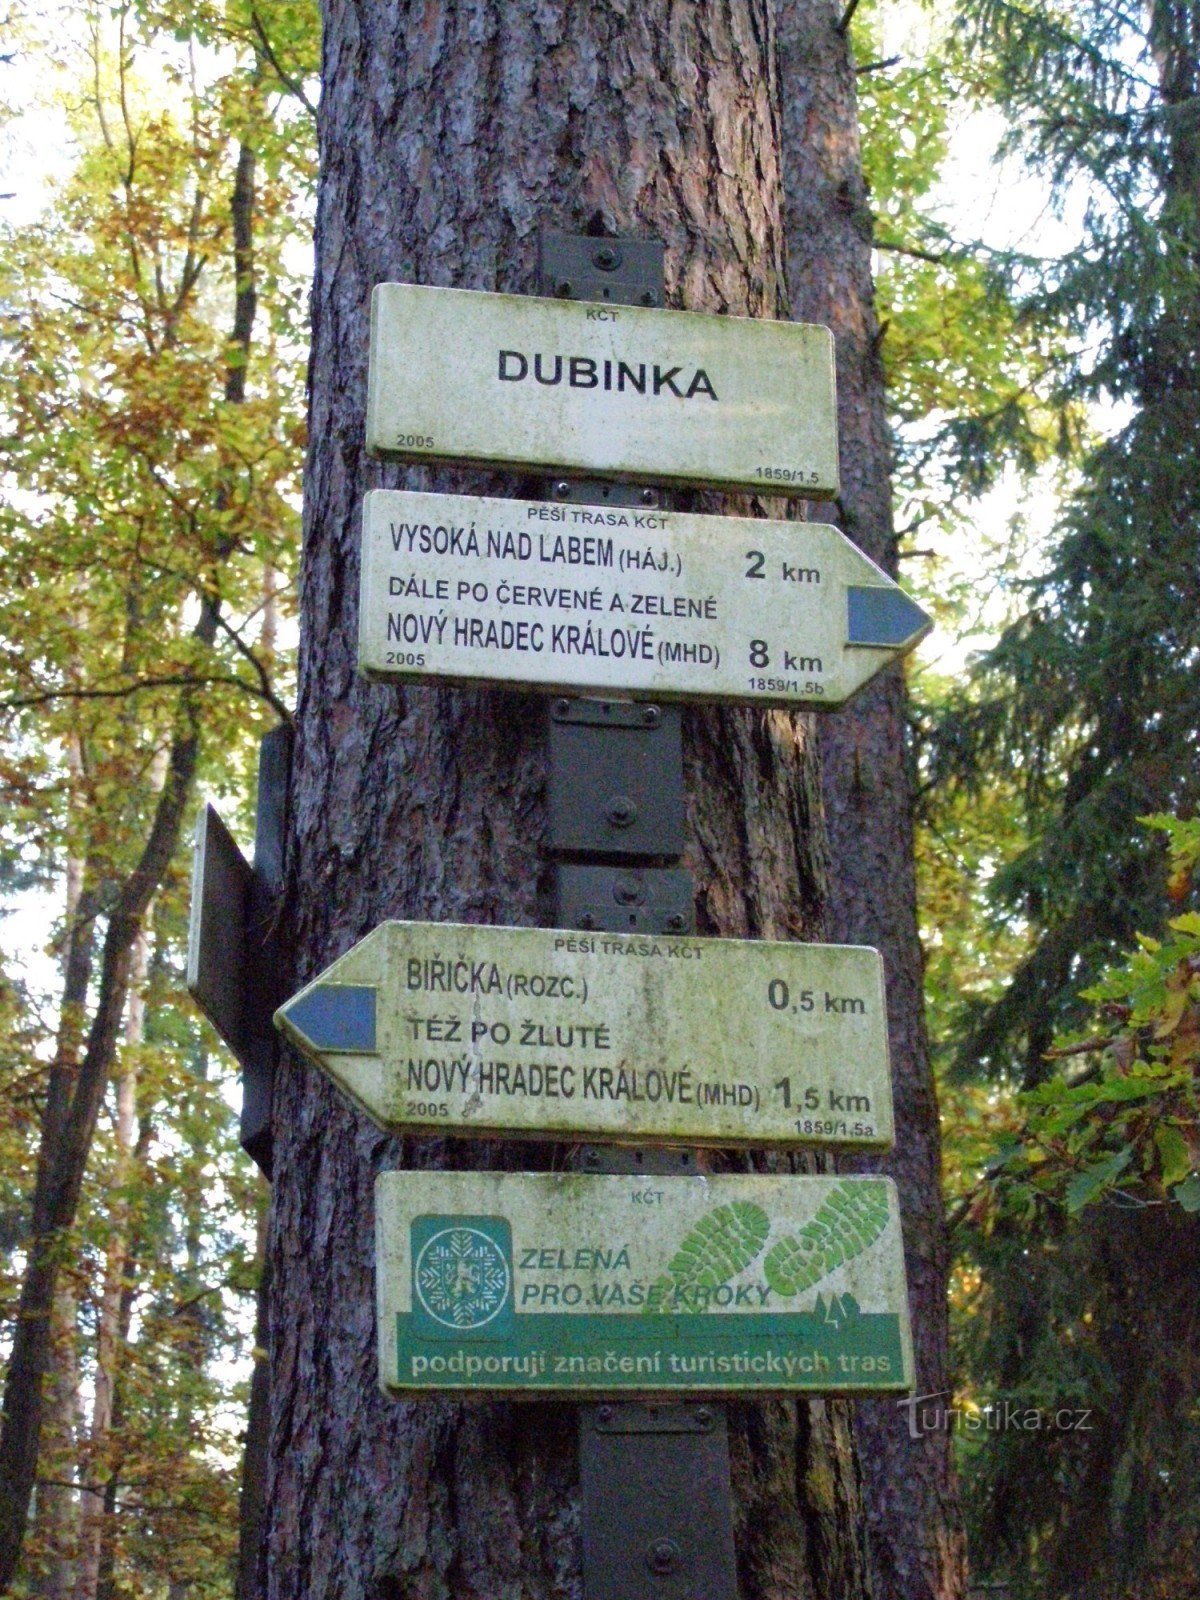 KČT
DUBINKA
2005
1859/1,5
PĚŠÍ TRASA KČT
VYSOKÁ NAD LABEM (HÁJ.) 2 km
DÁLE PO ČERVENÉ A ZELENÉ
NOVÝ HRADEC KRÁLOVÉ (MHD) 8 km
2005
1859/1,5b
PĚŠÍ TRASA KČT
BIŘIČKA (ROZC.) 0,5 km
TÉŽ PO ŽLUTÉ
NOVÝ HRADEC KRÁLOVÉ (MHD) 1,5 km
2005
1859/1,5a
KČT
ZELENÁ
PRO VAŠE KROKY
podporují značení turistických tras
Turistika.cz